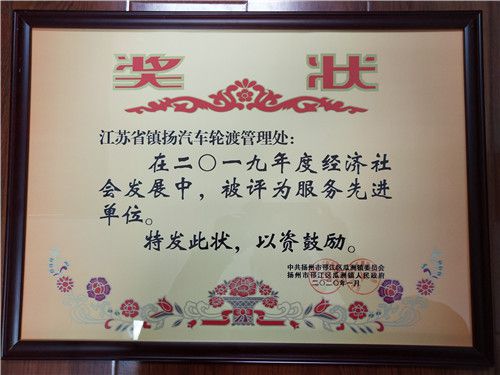 奖 状
江苏省镇扬汽车轮渡管理处：
在二〇一九年度经济社
会发展中，被评为服务先进
单位。
特发此状，以资鼓励。
中共扬州市邗江区瓜洲镇委员会
扬州市邗江区瓜洲镇人民政府
二〇二〇年一月